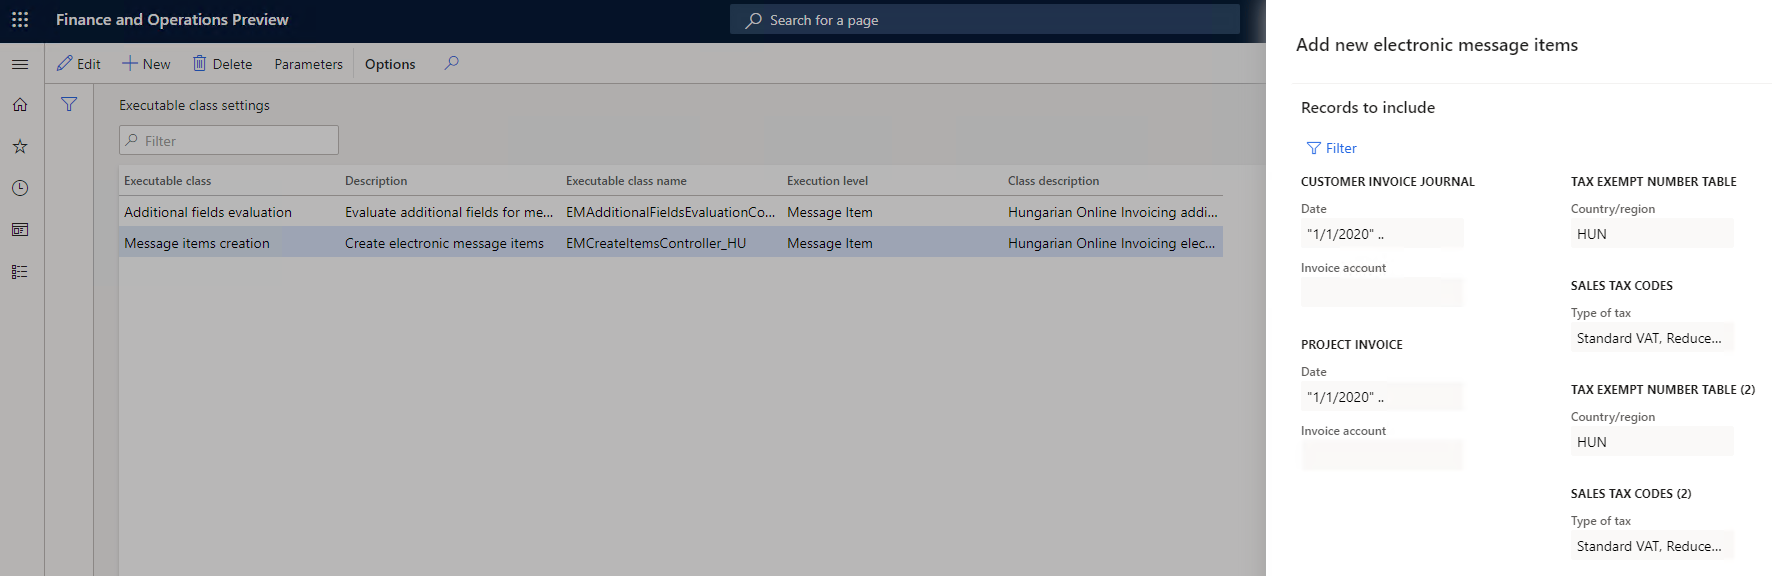 Finance and Operations Preview
Search for a page
Edit
New
Delete
Parameters
Options
Executable class settings
Filter
Executable class Description Executable class name Execution level Class description
Additional fields evaluation Evaluate additional fields for me... EMAdditionalFieldsEvaluationCo... Message Item Hungarian Online Invoicing addi...
Message items creation Create electronic message items EMCreateItemsController_HU Message Item Hungarian Online Invoicing elec...
Add new electronic message items
Records to include
Filter
CUSTOMER INVOICE JOURNAL
Date
"1/1/2020" ..
Invoice account
PROJECT INVOICE
Date
"1/1/2020" ..
Invoice account
TAX EXEMPT NUMBER TABLE
Country/region
HUN
SALES TAX CODES
Type of tax
Standard VAT, Reduce...
TAX EXEMPT NUMBER TABLE (2)
Country/region
HUN
SALES TAX CODES (2)
Type of tax
Standard VAT, Reduce...